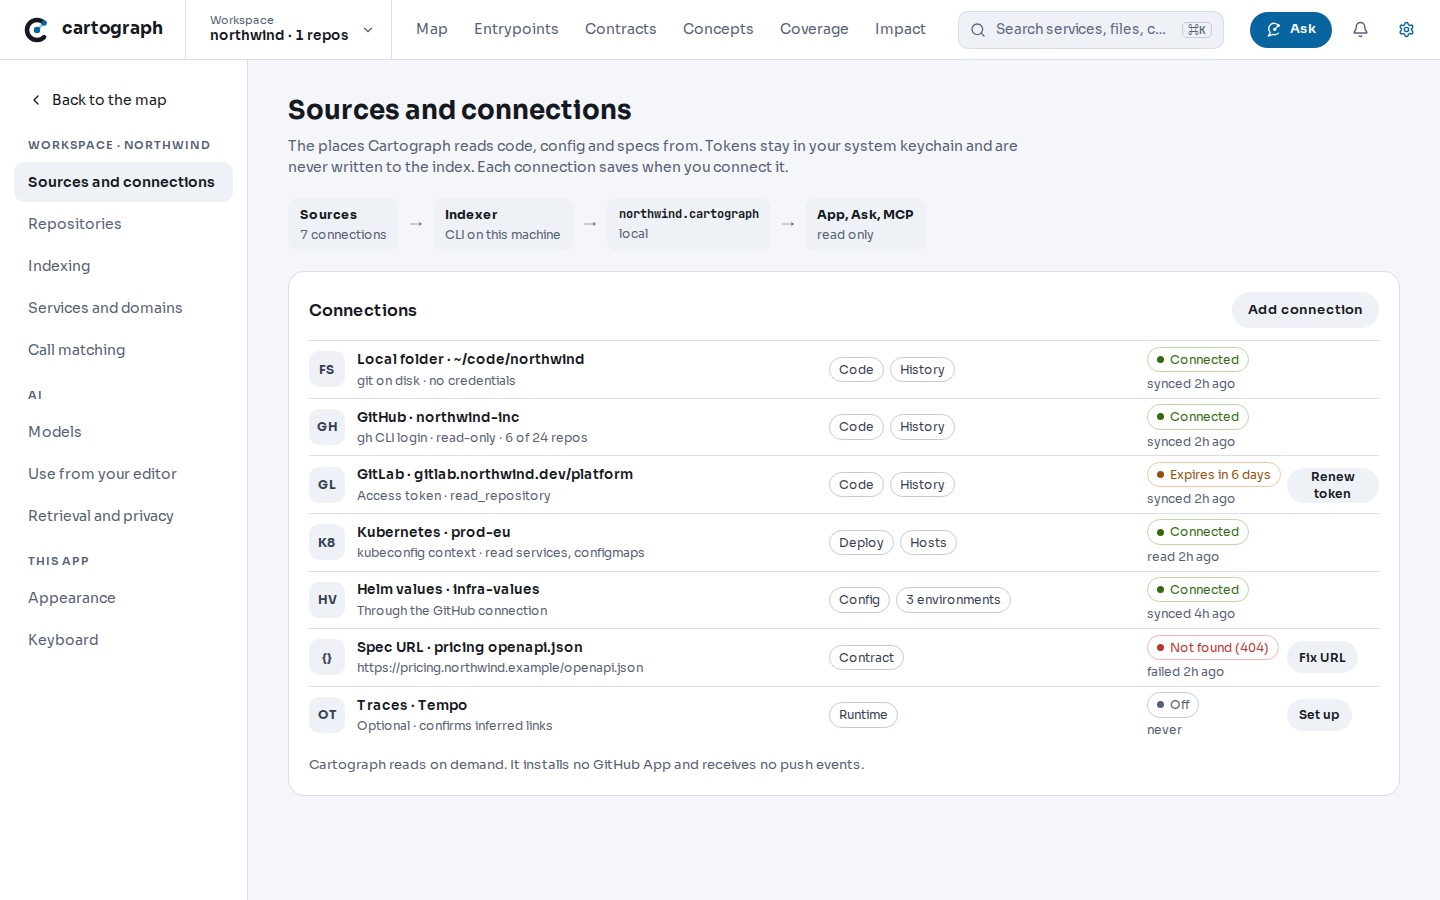 cartograph
Workspace
northwind · 1 repos
Map
Entrypoints
Contracts
Concepts
Coverage
Impact
Search services, files, c...
⌘K
Ask
Back to the map
WORKSPACE · NORTHWIND
Sources and connections
Repositories
Indexing
Services and domains
Call matching
AI
Models
Use from your editor
Retrieval and privacy
THIS APP
Appearance
Keyboard
Sources and connections
The places Cartograph reads code, config and specs from. Tokens stay in your system keychain and are
never written to the index. Each connection saves when you connect it.
Sources
7 connections
→
Indexer
CLI on this machine
→
northwind.cartograph
local
→
App, Ask, MCP
read only
Connections
Add connection
FS
Local folder · ~/code/northwind
git on disk · no credentials
Code
History
Connected
synced 2h ago
GH
GitHub · northwind-inc
gh CLI login · read-only · 6 of 24 repos
Code
History
Connected
synced 2h ago
GL
GitLab · gitlab.northwind.dev/platform
Access token · read_repository
Code
History
Expires in 6 days
synced 2h ago
Renew
token
K8
Kubernetes · prod-eu
kubeconfig context · read services, configmaps
Deploy
Hosts
Connected
read 2h ago
HV
Helm values · infra-values
Through the GitHub connection
Config
3 environments
Connected
synced 4h ago
{}
Spec URL · pricing openapi.json
https://pricing.northwind.example/openapi.json
Contract
Not found (404)
failed 2h ago
Fix URL
OT
Traces · Tempo
Optional · confirms inferred links
Runtime
Off
never
Set up
Cartograph reads on demand. It installs no GitHub App and receives no push events.